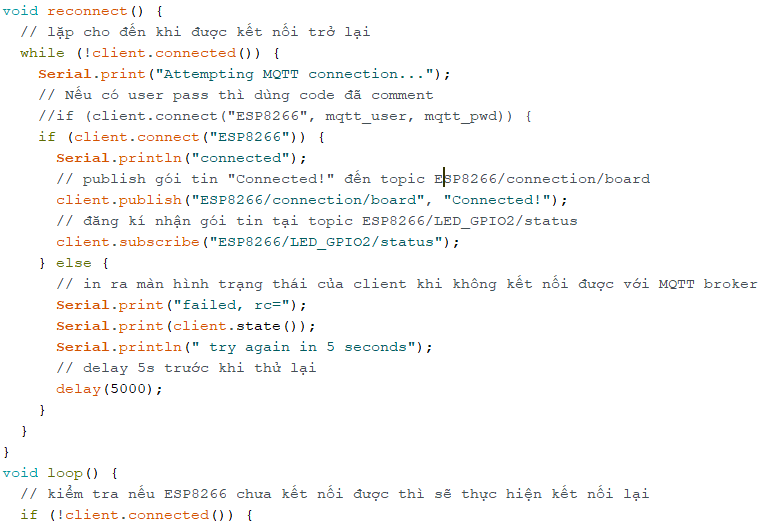 void reconnect() {
  // lặp cho đến khi được kết nối trở lại
  while (!client.connected()) {
    Serial.print("Attempting MQTT connection...");
    // Nếu có user pass thì dùng code đã comment
    //if (client.connect("ESP8266", mqtt_user, mqtt_pwd)) {
    if (client.connect("ESP8266")) {
      Serial.println("connected");
      // publish gói tin "Connected!" đến topic ESP8266/connection/board
      client.publish("ESP8266/connection/board", "Connected!");
      // đăng kí nhận gói tin tại topic ESP8266/LED_GPIO2/status
      client.subscribe("ESP8266/LED_GPIO2/status");
    } else {
      // in ra màn hình trạng thái của client khi không kết nối được với MQTT broker
      Serial.print("failed, rc=");
      Serial.print(client.state());
      Serial.println(" try again in 5 seconds");
      // delay 5s trước khi thử lại
      delay(5000);
    }
  }
}
void loop() {
  // kiểm tra nếu ESP8266 chưa kết nối được thì sẽ thực hiện kết nối lại
  if (!client.connected()) {